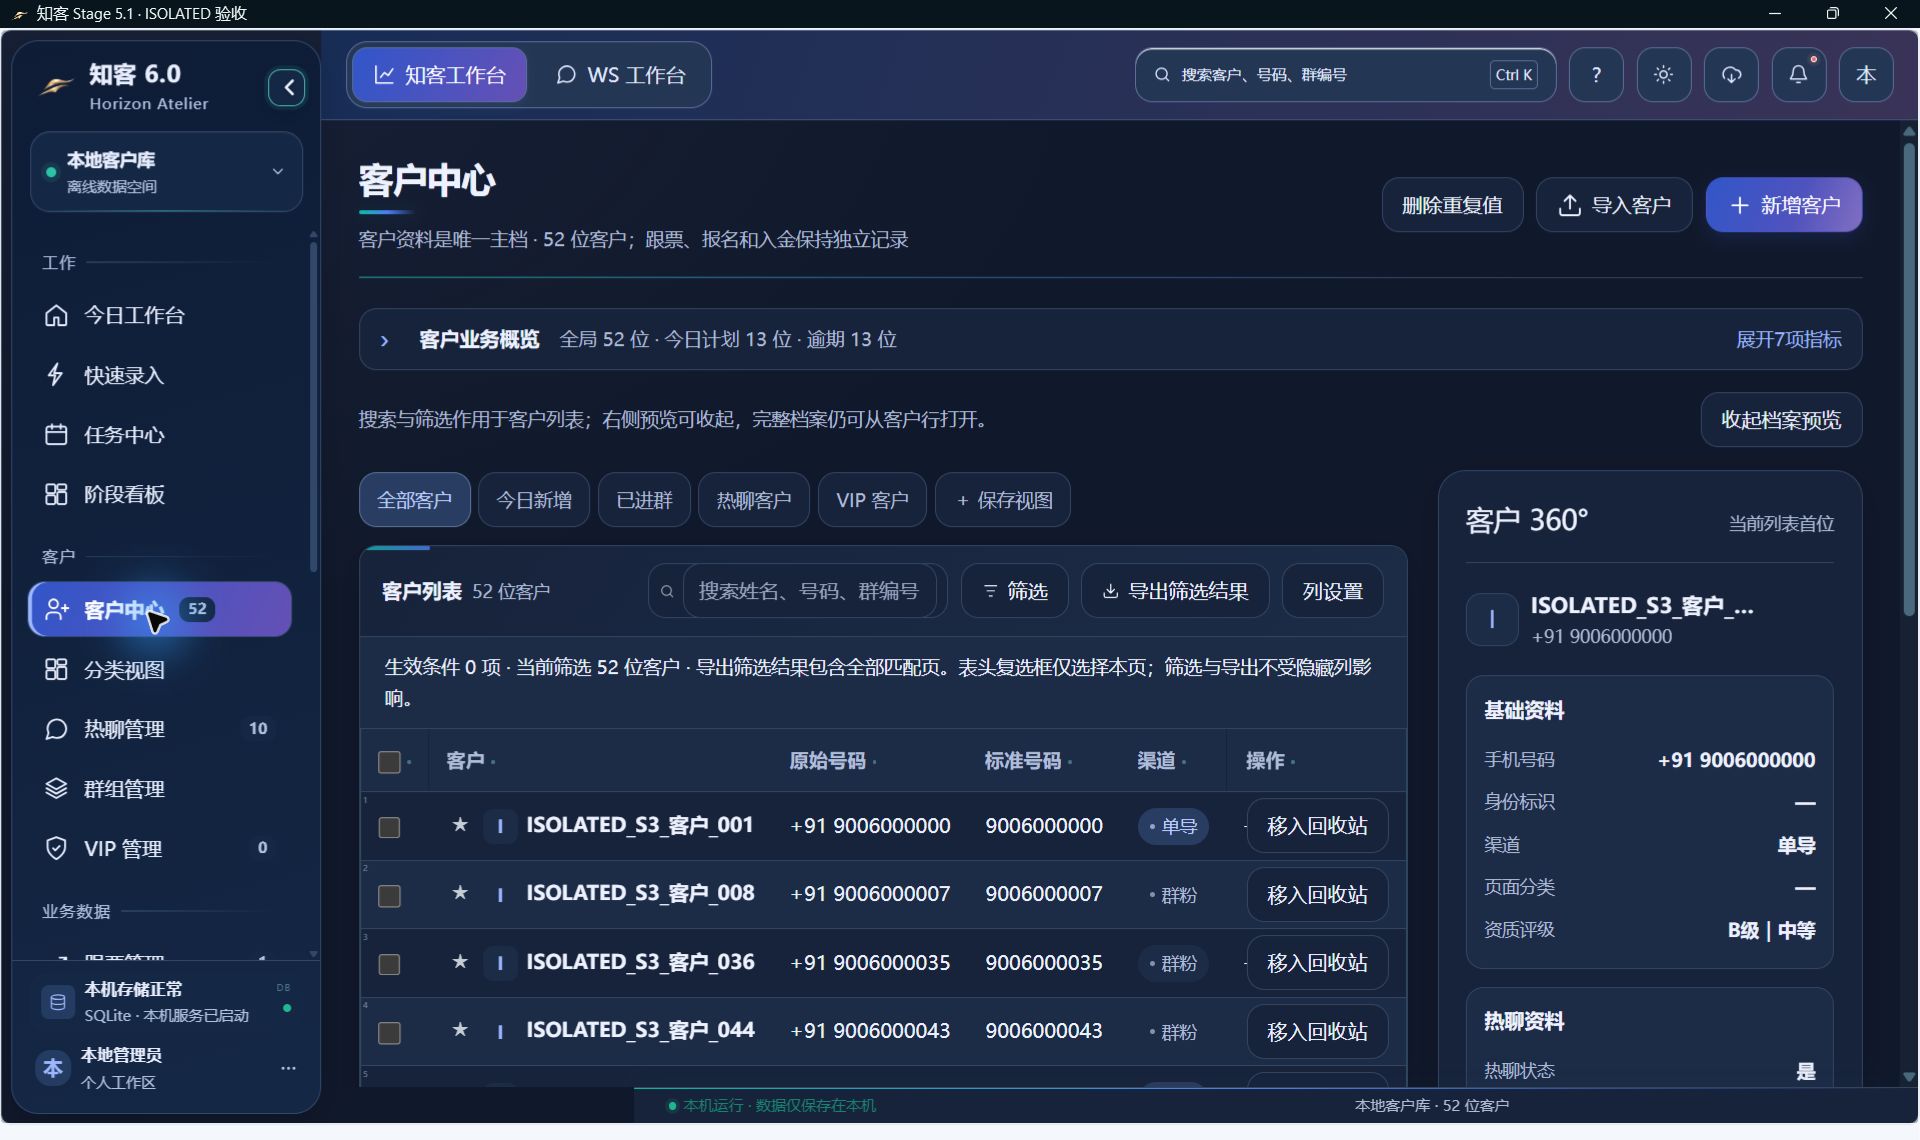 知客 Stage 5.1 · ISOLATED 验收
知客 6.0
Horizon Atelier
本地客户库
离线数据空间
工作
今日工作台
快速录入
任务中心
阶段看板
客户
客户中心 52
分类视图
热聊管理 10
群组管理
VIP 管理 0
业务数据
本机存储正常 DB
SQLite · 本机服务已启动
本 本地管理员
个人工作区
知客工作台
WS 工作台
搜索客户、号码、群编号 Ctrl K
?
本
客户中心
客户资料是唯一主档 · 52 位客户；跟票、报名和入金保持独立记录
删除重复值
导入客户
+ 新增客户
› 客户业务概览 全局 52 位 · 今日计划 13 位 · 逾期 13 位 展开7项指标
搜索与筛选作用于客户列表；右侧预览可收起，完整档案仍可从客户行打开。
收起档案预览
全部客户 今日新增 已进群 热聊客户 VIP 客户 + 保存视图
客户列表 52 位客户 搜索姓名、号码、群编号 筛选 导出筛选结果 列设置
生效条件 0 项 · 当前筛选 52 位客户 · 导出筛选结果包含全部匹配页。表头复选框仅选择本页；筛选与导出不受隐藏列影
响。
客户 · 原始号码 · 标准号码 · 渠道 · 操作 ·
1 ★ I ISOLATED_S3_客户_001 +91 9006000000 9006000000 • 单导 移入回收站
2 ★ I ISOLATED_S3_客户_008 +91 9006000007 9006000007 • 群粉 移入回收站
3 ★ I ISOLATED_S3_客户_036 +91 9006000035 9006000035 • 群粉 移入回收站
4 ★ I ISOLATED_S3_客户_044 +91 9006000043 9006000043 • 群粉 移入回收站
5
客户 360° 当前列表首位
I ISOLATED_S3_客户_...
+91 9006000000
基础资料
手机号码 +91 9006000000
身份标识 —
渠道 单导
页面分类 —
资质评级 B级 | 中等
热聊资料
热聊状态 是
本机运行 · 数据仅保存在本机
本地客户库 · 52 位客户